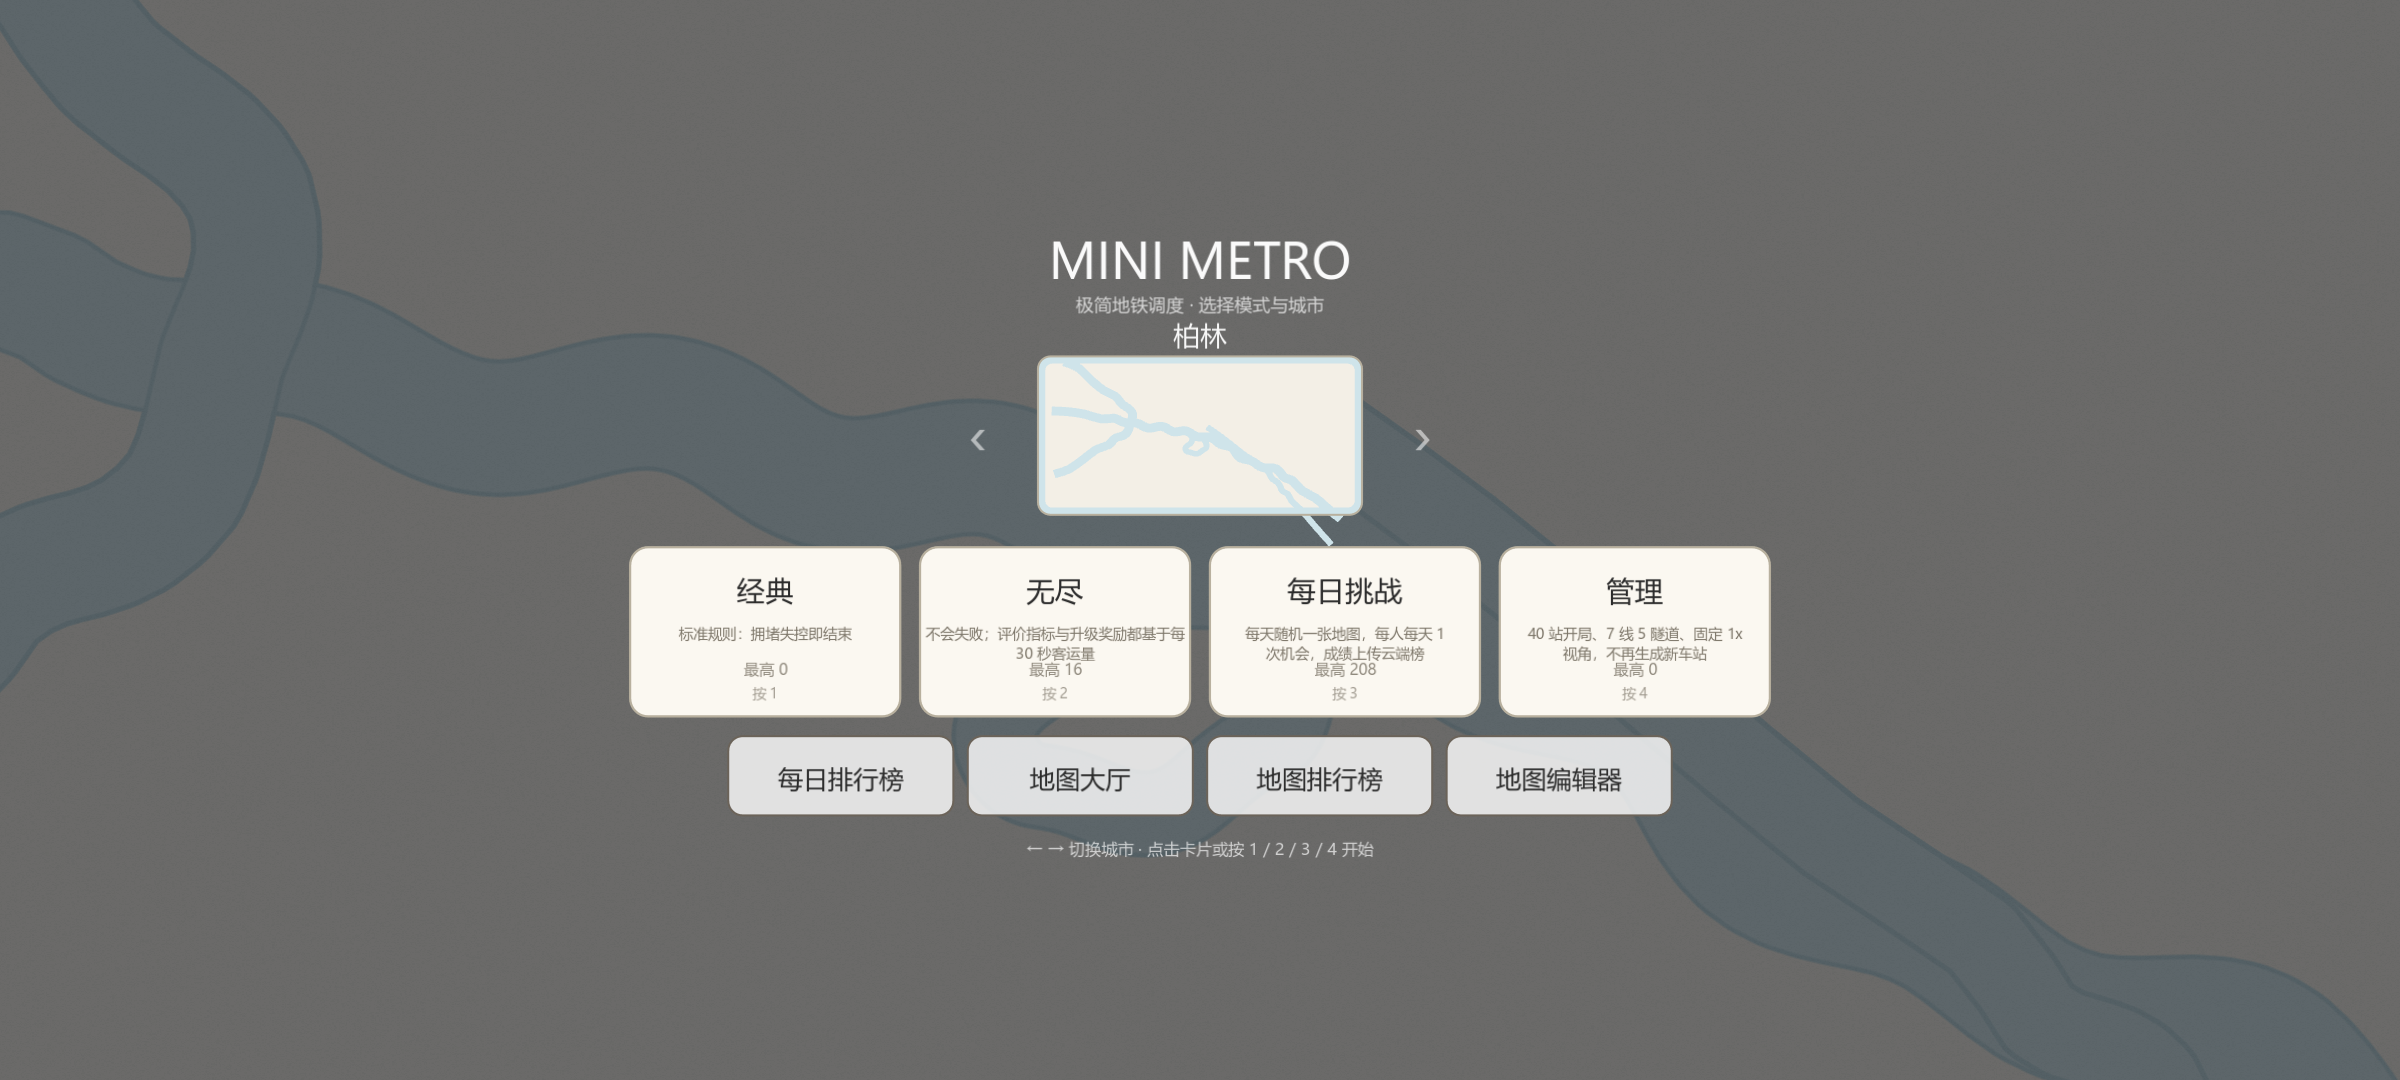 MINI METRO
极简地铁调度 · 选择模式与城市
柏林
‹ ›
经典
标准规则：拥堵失控即结束
最高 0
按 1
无尽
不会失败；评价指标与升级奖励都基于每
30 秒客运量
最高 16
按 2
每日挑战
每天随机一张地图，每人每天 1
次机会，成绩上传云端榜
最高 208
按 3
管理
40 站开局、7 线 5 隧道、固定 1x
视角，不再生成新车站
最高 0
按 4
每日排行榜
地图大厅
地图排行榜
地图编辑器
← → 切换城市 · 点击卡片或按 1 / 2 / 3 / 4 开始